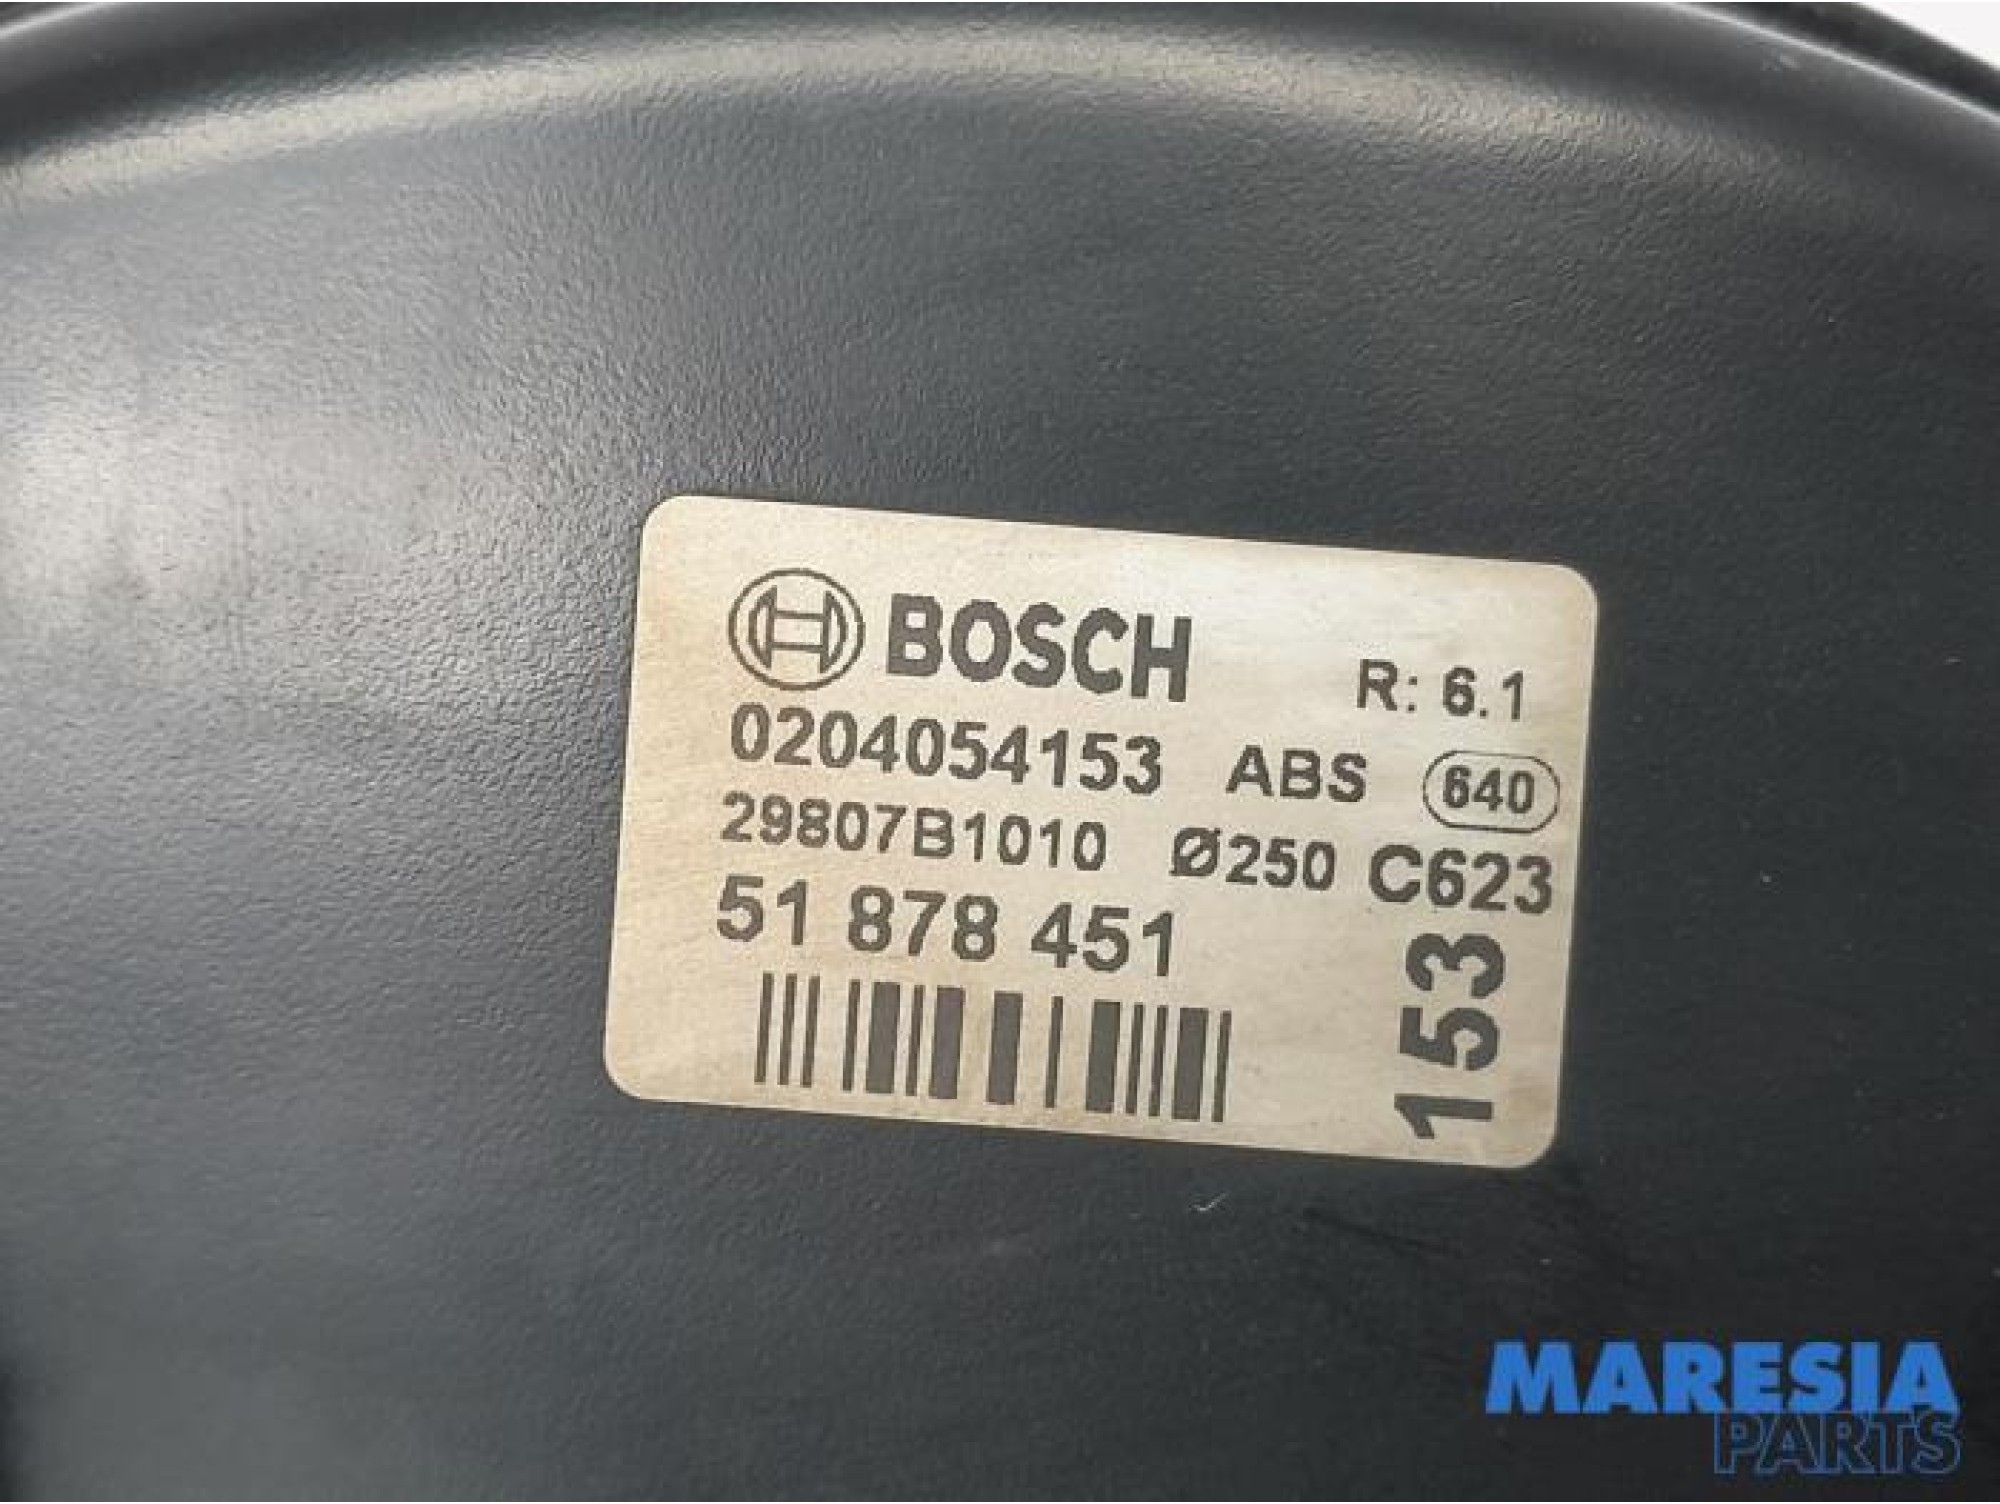 BOSCH R: 6.1
0204054153 ABS 640
29807B1010 Ø250 C623
51 878 451
153
MARESIA
PARTS